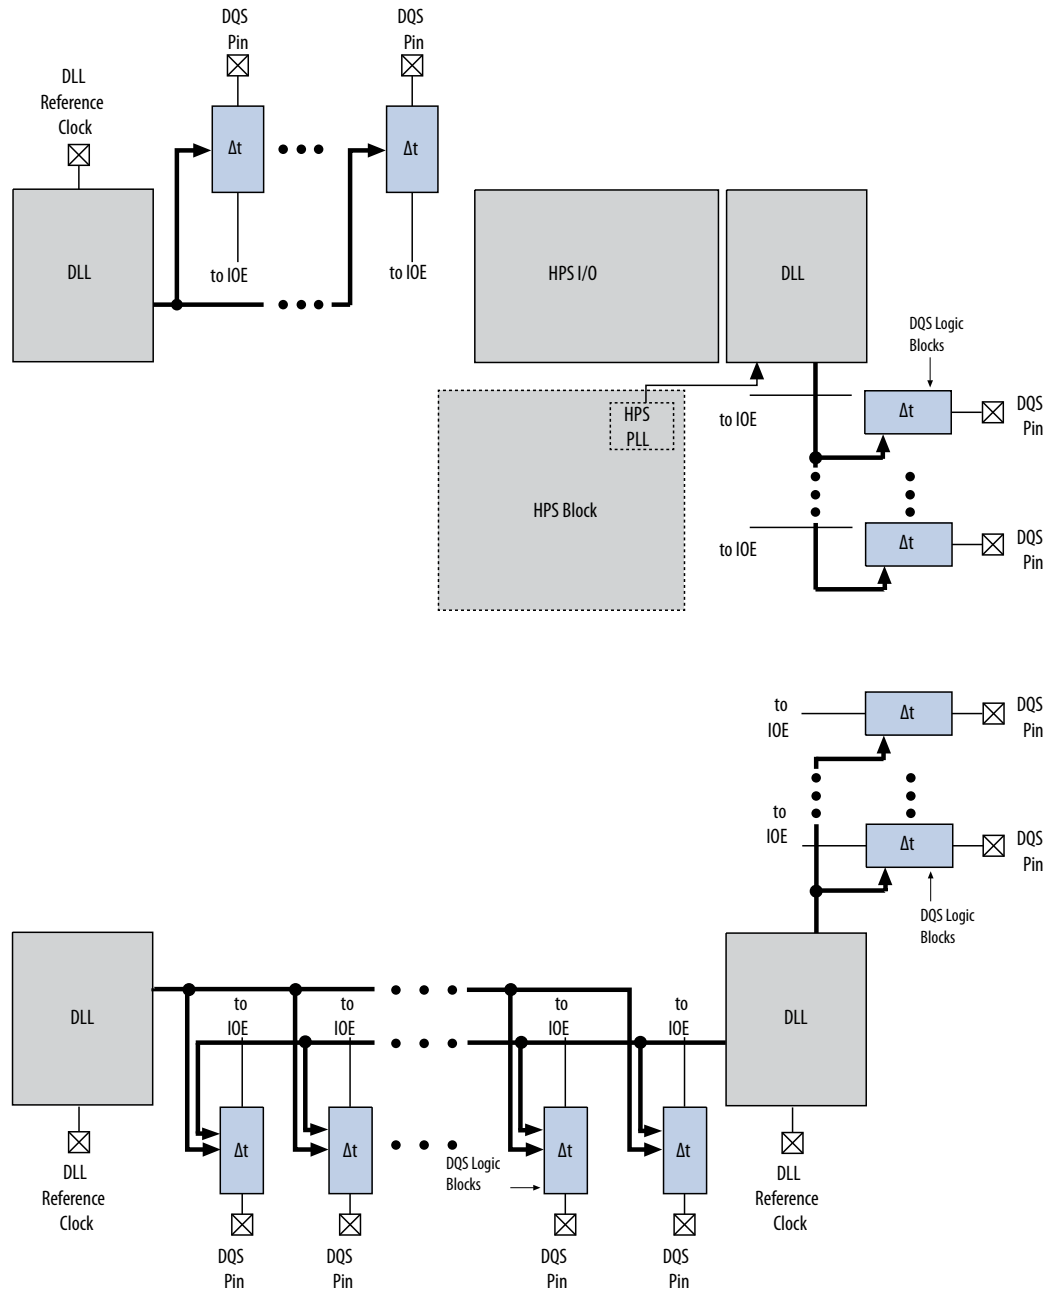 DQS
Pin
DQS
Pin
DLL
Reference
Clock
Δt
Δt
to IOE
to IOE
DLL
HPS I/O
DLL
DQS Logic
Blocks
HPS
PLL
to IOE
Δt
DQS
Pin
HPS Block
to IOE
Δt
DQS
Pin
to
IOE
Δt
DQS
Pin
to
IOE
Δt
DQS
Pin
DQS Logic
Blocks
DLL
DLL
to
IOE
to
IOE
to
IOE
to
IOE
Δt
Δt
Δt
Δt
DQS Logic
Blocks
DLL
Reference
Clock
DLL
Reference
Clock
DQS
Pin
DQS
Pin
DQS
Pin
DQS
Pin